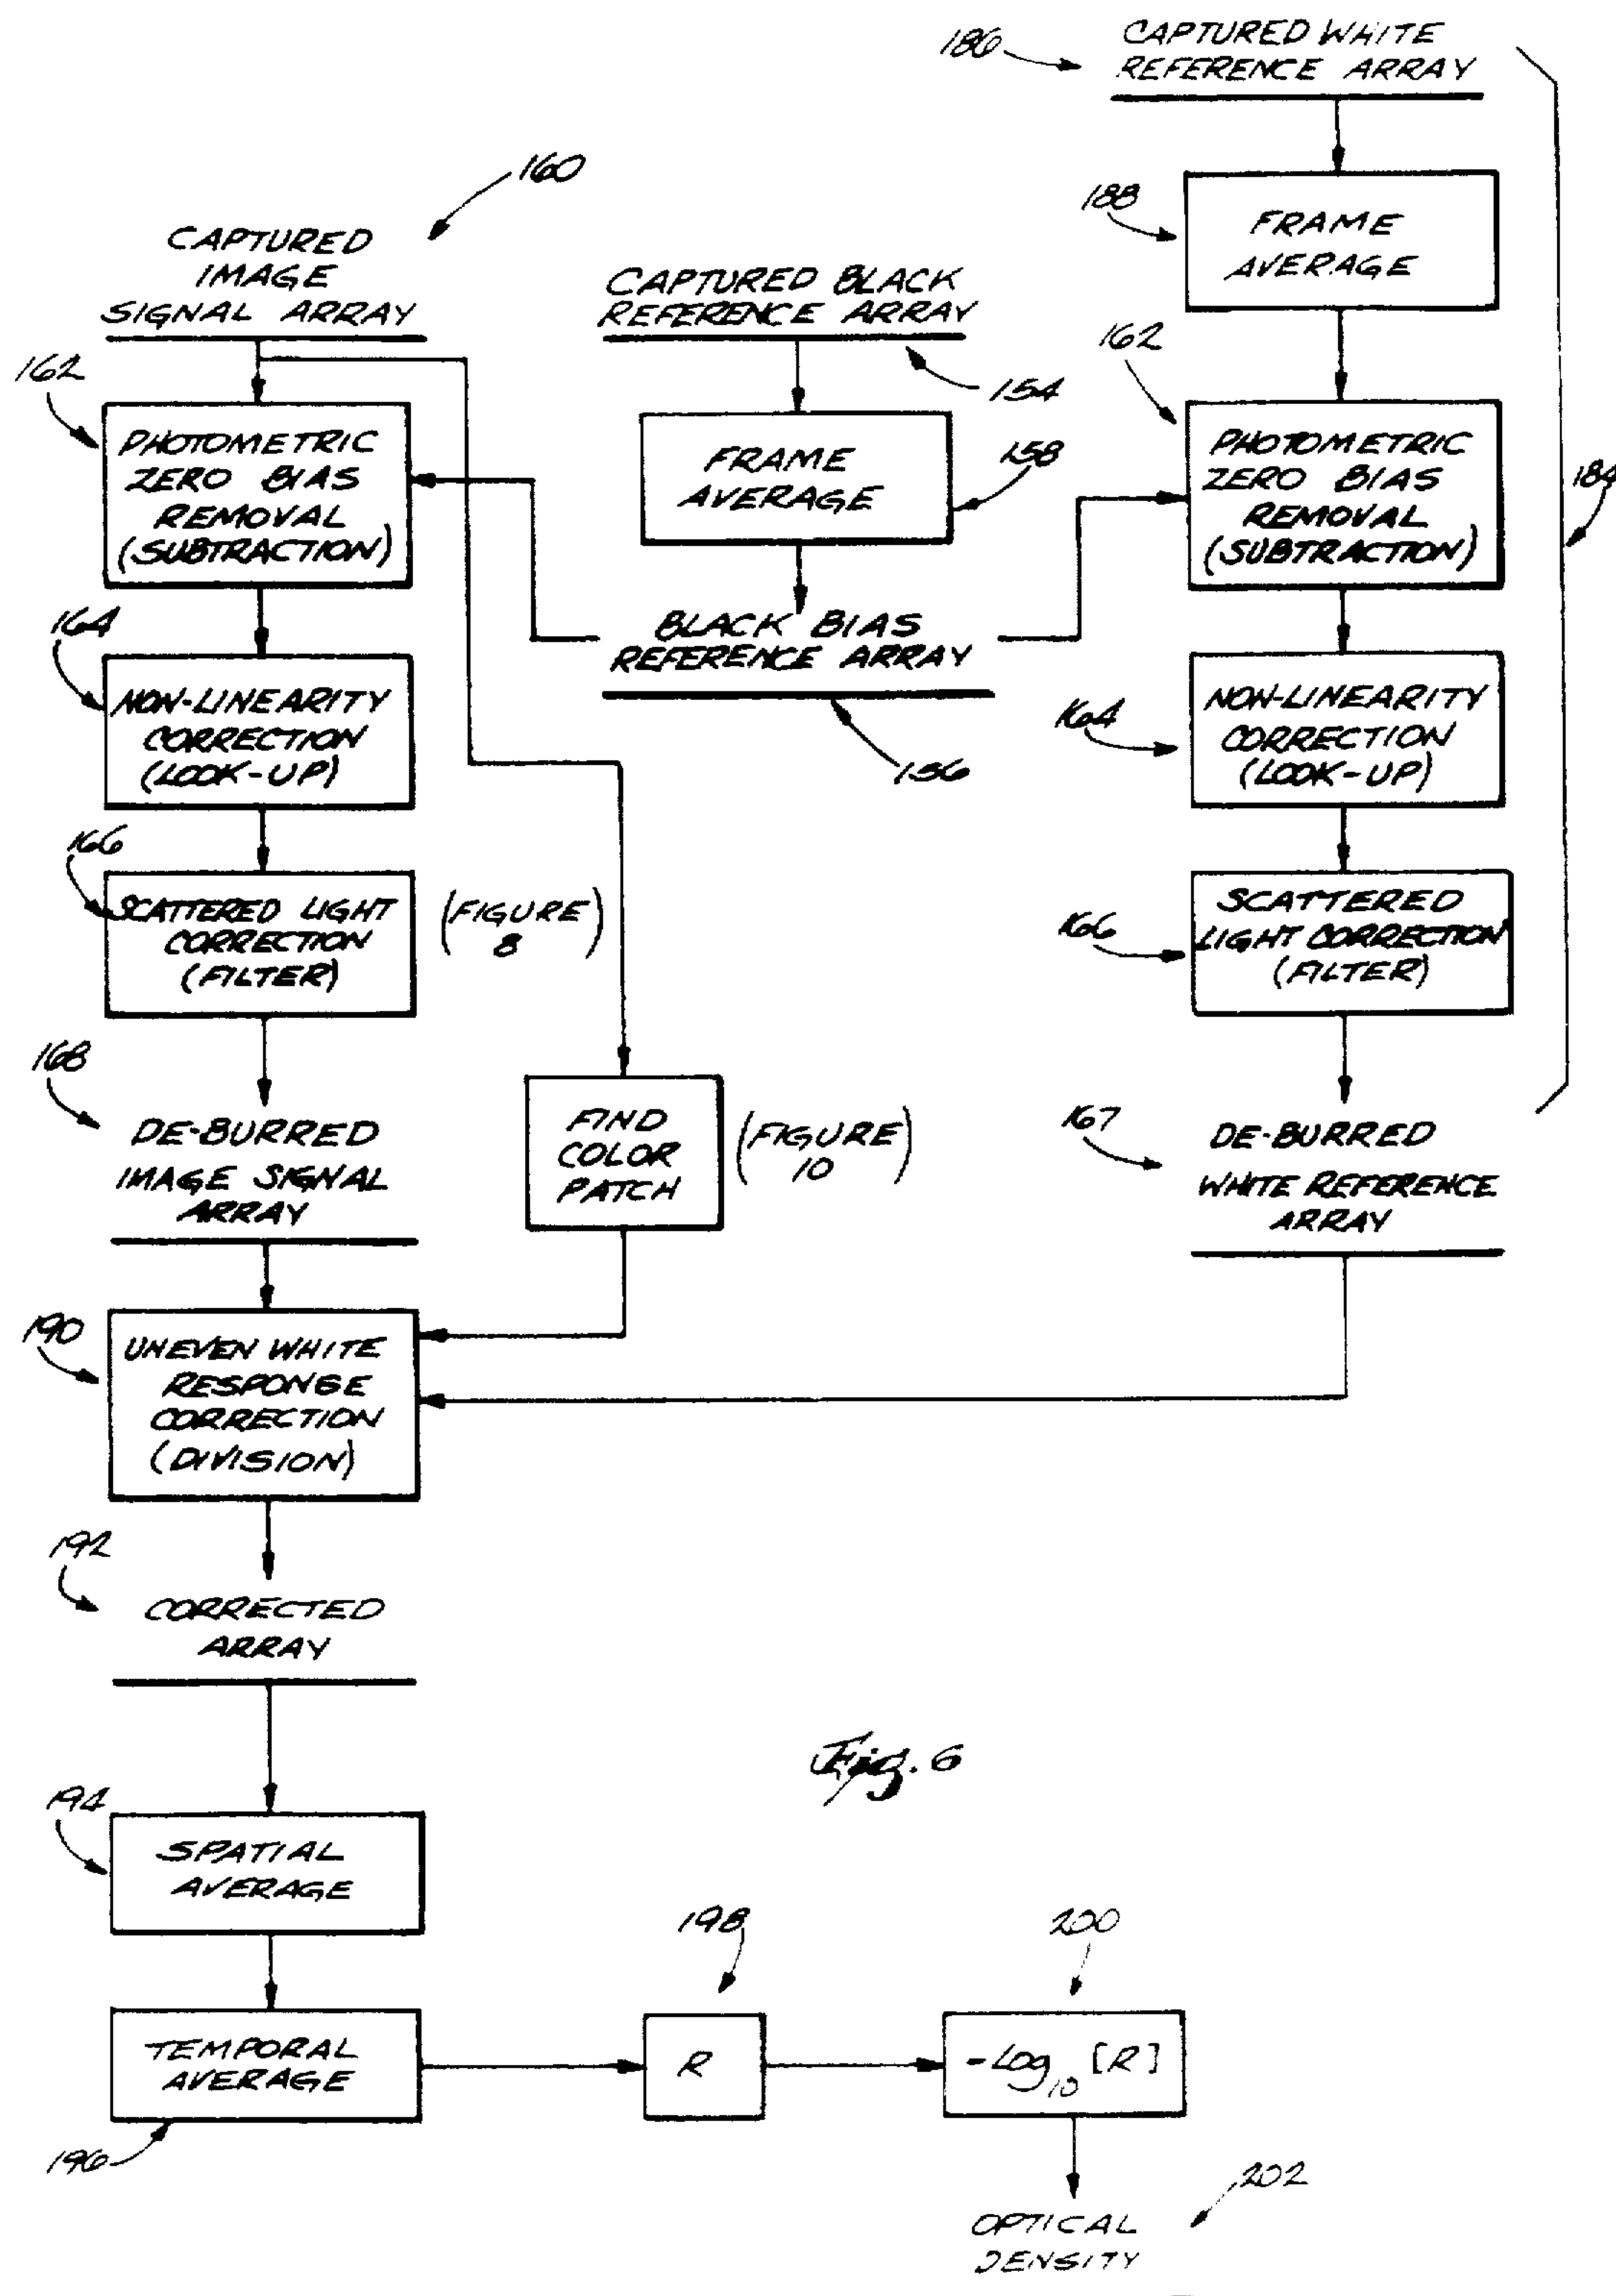 186
CAPTURED WHITE
REFERENCE ARRAY
188
FRAME
AVERAGE
160
CAPTURED
IMAGE
SIGNAL ARRAY
CAPTURED BLACK
REFERENCE ARRAY
154
162
PHOTOMETRIC
ZERO BIAS
REMOVAL
(SUBTRACTION)
FRAME
AVERAGE
158
162
PHOTOMETRIC
ZERO BIAS
REMOVAL
(SUBTRACTION)
184
BLACK BIAS
REFERENCE ARRAY
156
164
NON-LINEARITY
CORRECTION
(LOOK-UP)
164
NON-LINEARITY
CORRECTION
(LOOK-UP)
166
SCATTERED LIGHT
CORRECTION
(FILTER)
(FIGURE
8)
166
SCATTERED
LIGHT CORRECTION
(FILTER)
168
DE-BURRED
IMAGE SIGNAL
ARRAY
FIND
COLOR
PATCH
(FIGURE
10)
167
DE-BURRED
WHITE REFERENCE
ARRAY
190
UNEVEN WHITE
RESPONSE
CORRECTION
(DIVISION)
192
CORRECTED
ARRAY
Fig. 6
194
SPATIAL
AVERAGE
196
TEMPORAL
AVERAGE
198
R
200
-Log10 [R]
202
OPTICAL
DENSITY